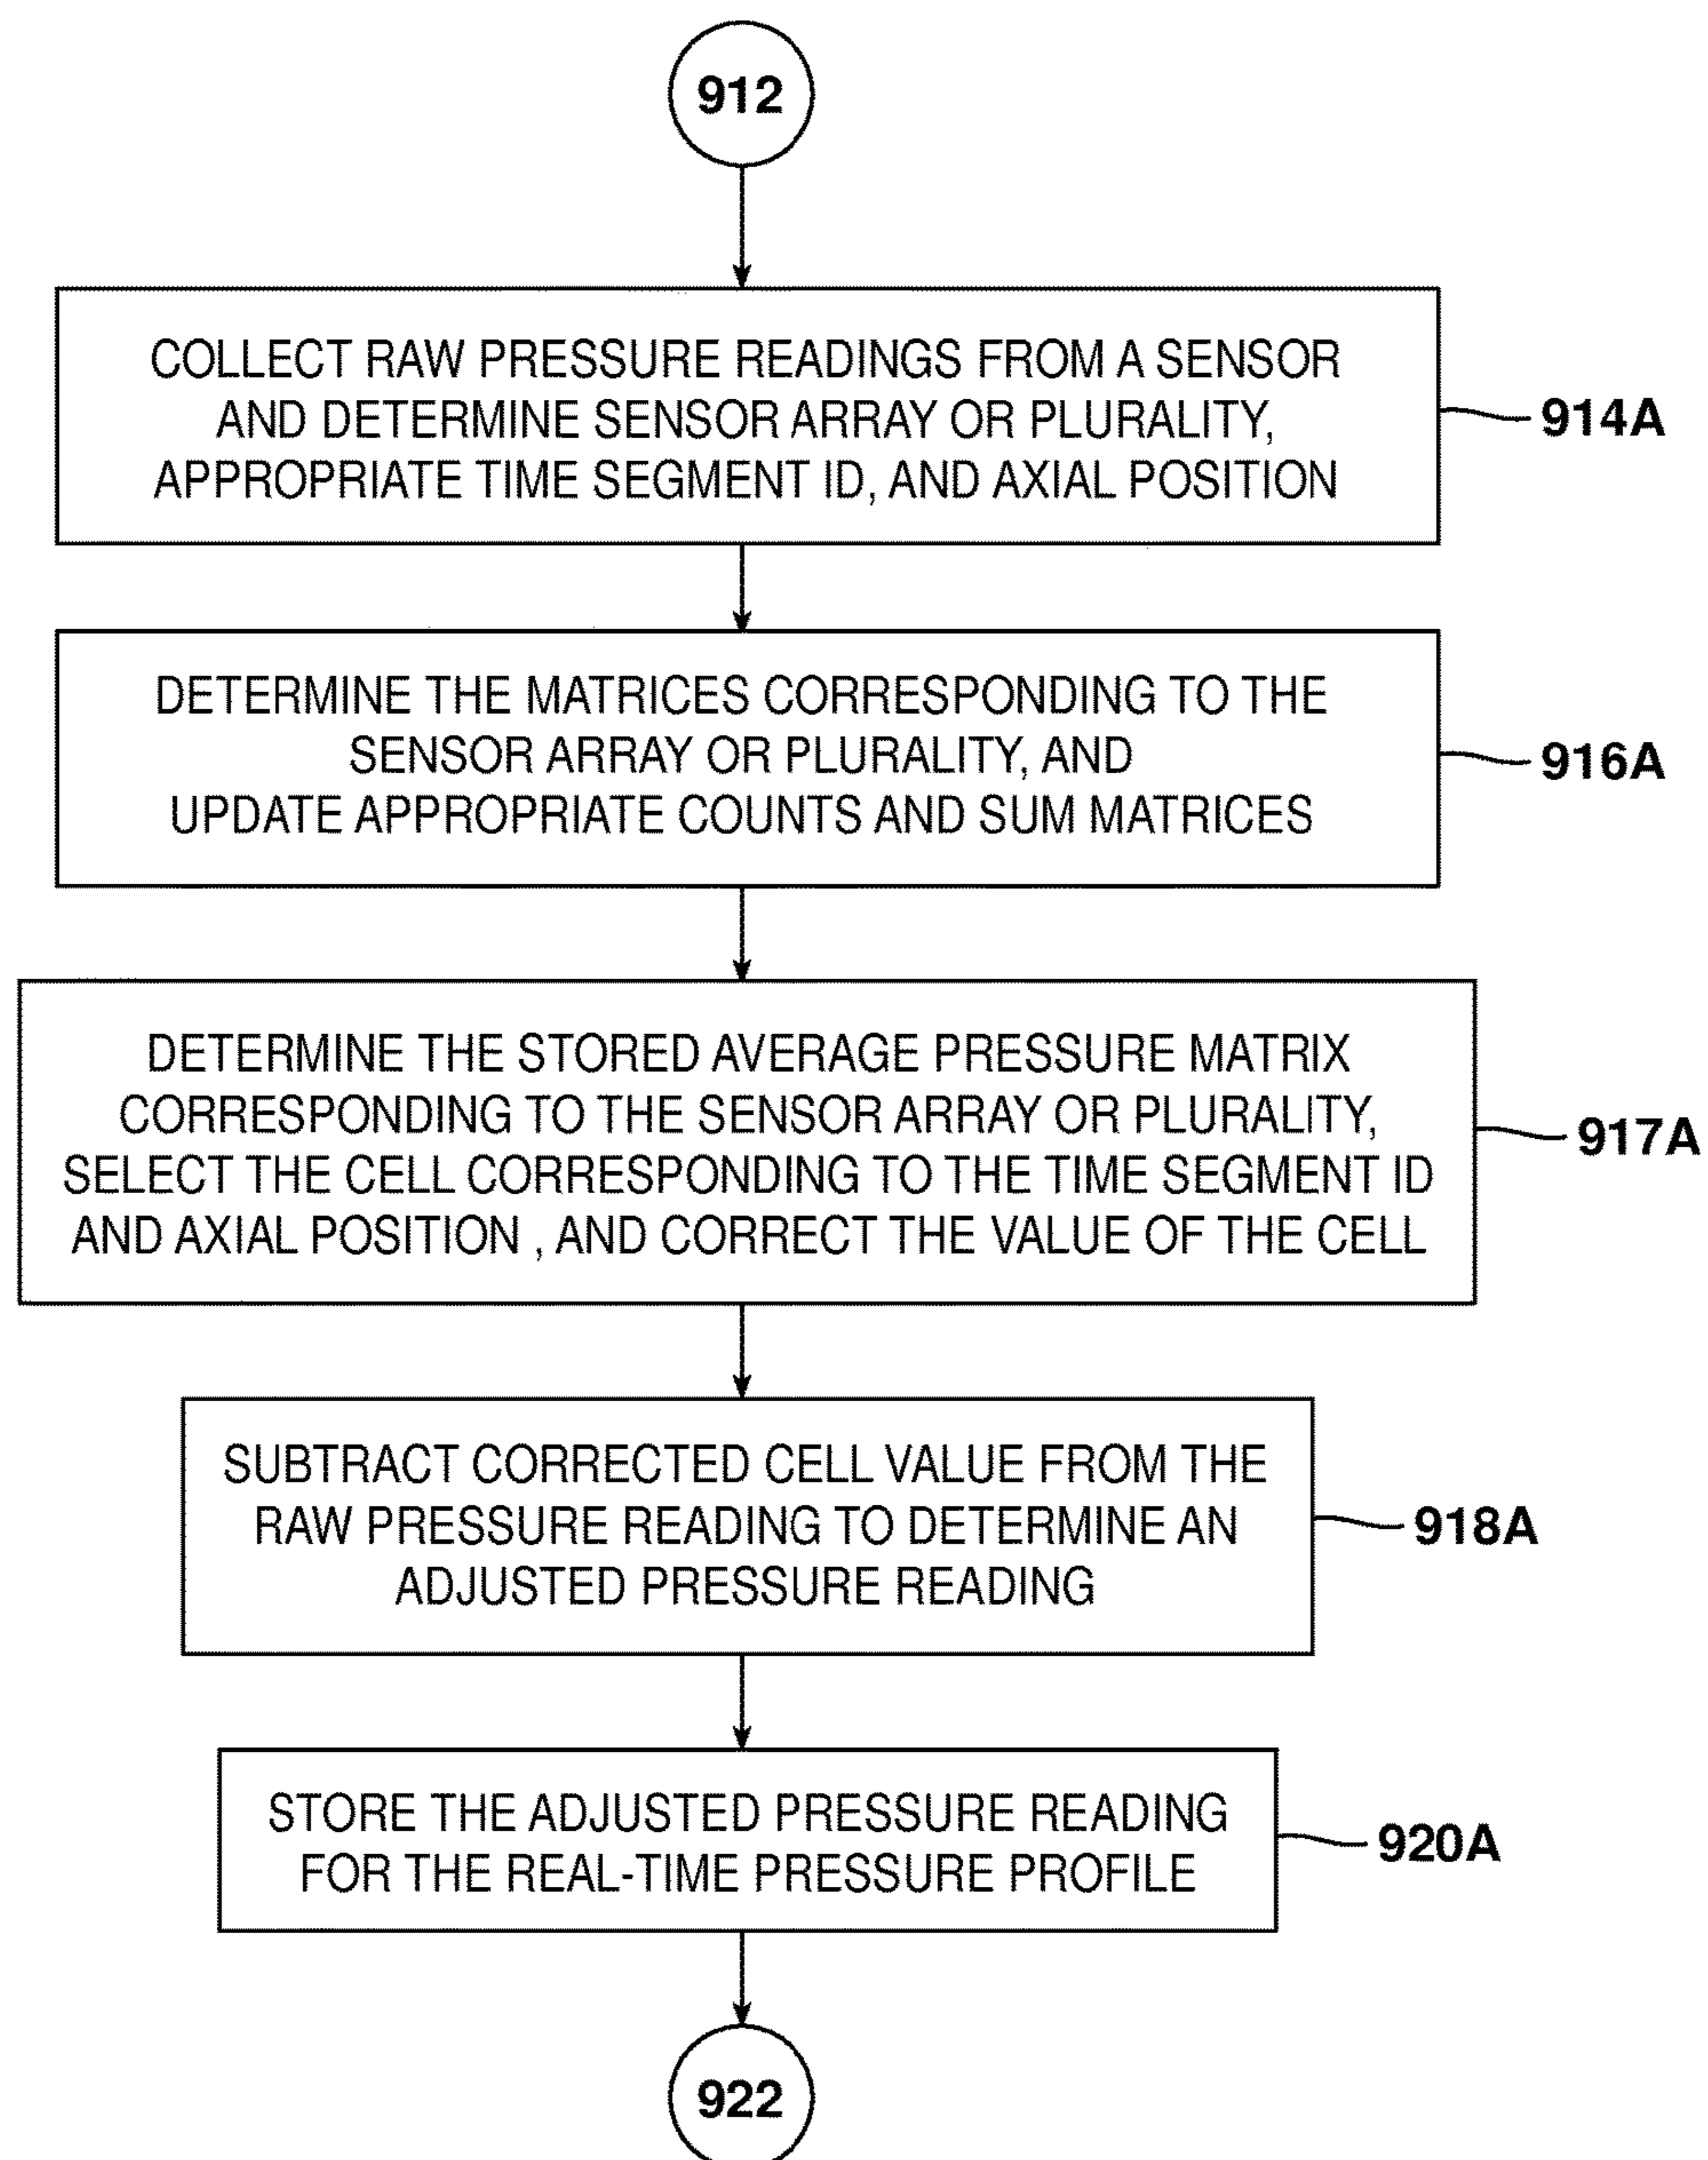 912
COLLECT RAW PRESSURE READINGS FROM A SENSOR
AND DETERMINE SENSOR ARRAY OR PLURALITY,
APPROPRIATE TIME SEGMENT ID, AND AXIAL POSITION
914A
DETERMINE THE MATRICES CORRESPONDING TO THE
SENSOR ARRAY OR PLURALITY, AND
UPDATE APPROPRIATE COUNTS AND SUM MATRICES
916A
DETERMINE THE STORED AVERAGE PRESSURE MATRIX
CORRESPONDING TO THE SENSOR ARRAY OR PLURALITY,
SELECT THE CELL CORRESPONDING TO THE TIME SEGMENT ID
AND AXIAL POSITION , AND CORRECT THE VALUE OF THE CELL
917A
SUBTRACT CORRECTED CELL VALUE FROM THE
RAW PRESSURE READING TO DETERMINE AN
ADJUSTED PRESSURE READING
918A
STORE THE ADJUSTED PRESSURE READING
FOR THE REAL-TIME PRESSURE PROFILE
920A
922